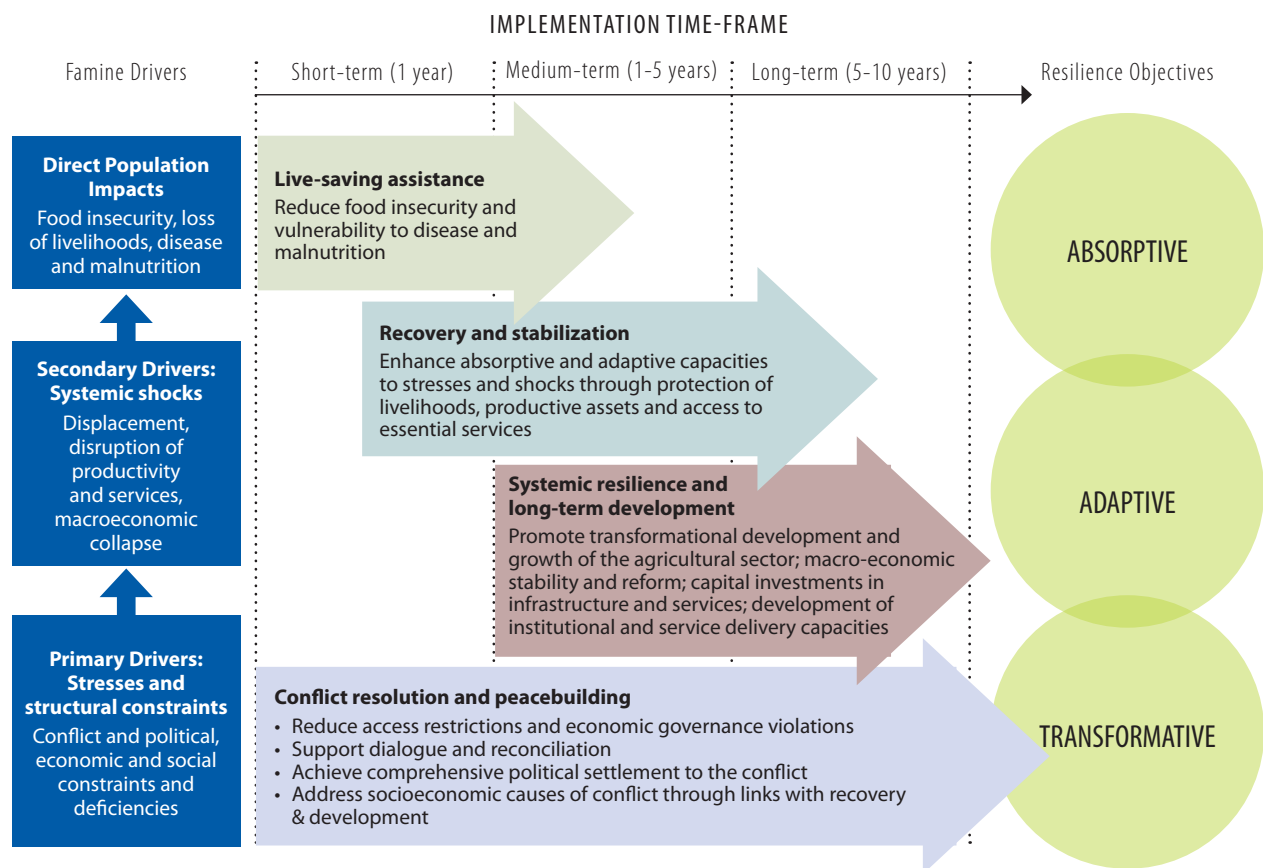 IMPLEMENTATION TIME-FRAME
Famine Drivers
Short-term (1 year)
Medium-term (1-5 years)
Long-term (5-10 years)
Resilience Objectives
Direct Population
Impacts
Food insecurity, loss
of livelihoods, disease
and malnutrition
Live-saving assistance
Reduce food insecurity and
vulnerability to disease and
malnutrition
ABSORPTIVE
Secondary Drivers:
Systemic shocks
Displacement,
disruption of
productivity
and services,
macroeconomic
collapse
Recovery and stabilization
Enhance absorptive and adaptive capacities
to stresses and shocks through protection of
livelihoods, productive assets and access to
essential services
Systemic resilience and
long-term development
Promote transformational development and
growth of the agricultural sector; macro-economic
stability and reform; capital investments in
infrastructure and services; development of
institutional and service delivery capacities
ADAPTIVE
Primary Drivers:
Stresses and
structural constraints
Conflict and political,
economic and social
constraints and
deficiencies
Conflict resolution and peacebuilding
• Reduce access restrictions and economic governance violations
• Support dialogue and reconciliation
• Achieve comprehensive political settlement to the conflict
• Address socioeconomic causes of conflict through links with recovery
& development
TRANSFORMATIVE